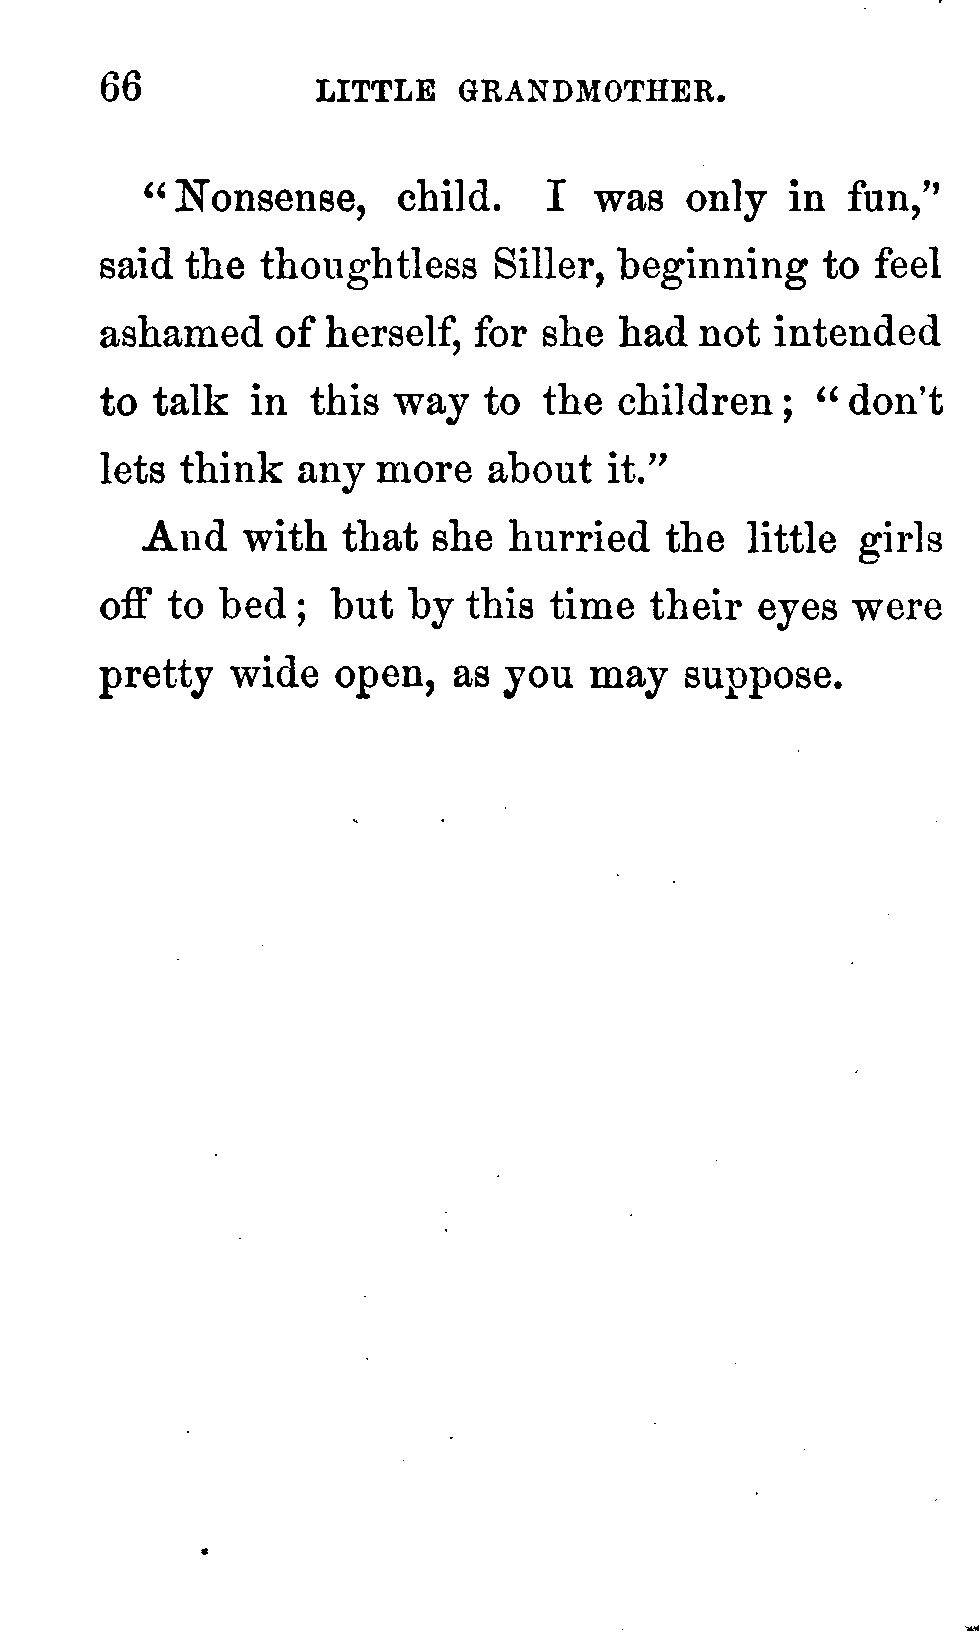 66 LITTLE GRANDMOTHER.
"Nonsense, child. I was only in fun,"
said the thoughtless Siller, beginning to feel
ashamed of herself, for she had not intended
to talk in this way to the children; "don't
lets think any more about it."
And with that she hurried the little girls
off to bed; but by this time their eyes were
pretty wide open, as you may suppose.